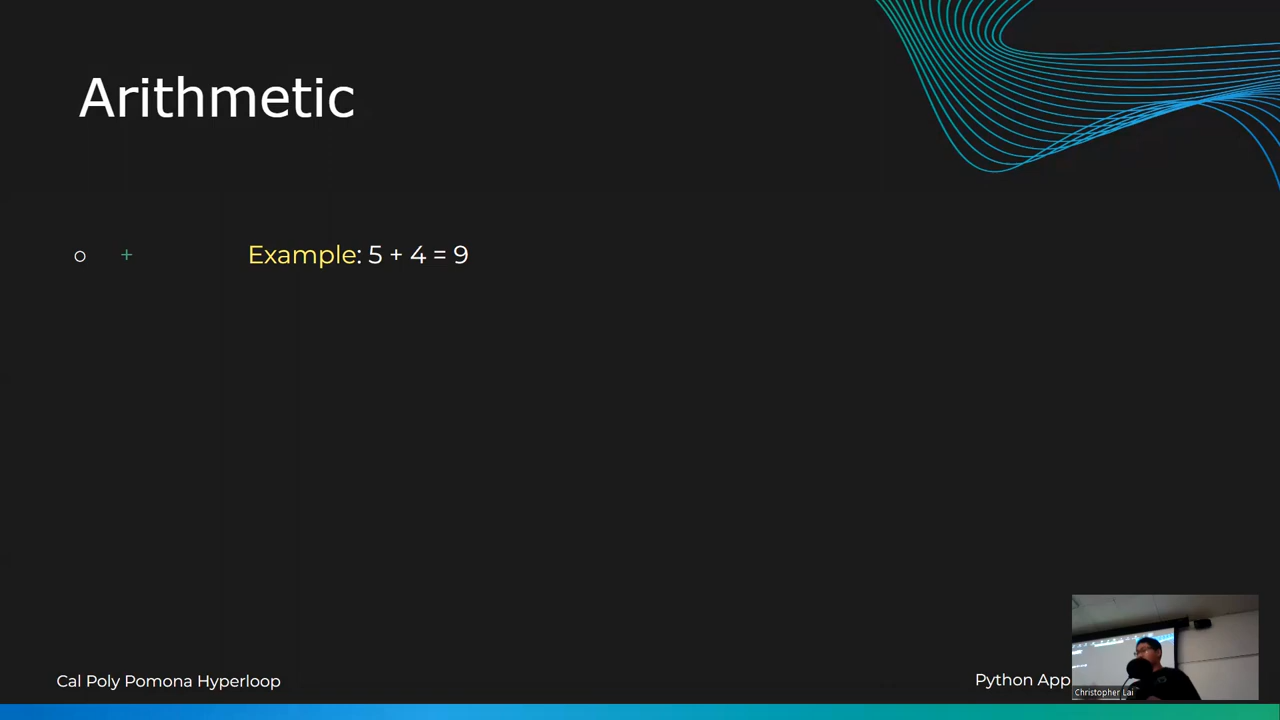 Arithmetic
+ Example: 5 + 4 = 9
Cal Poly Pomona Hyperloop
Python App
Christopher Lai